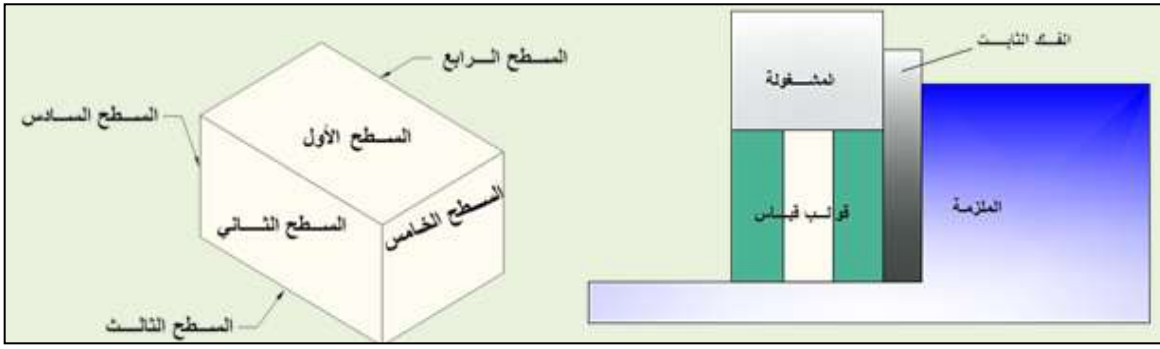 السطح الرابع
السطح السادس
السطح الأول
السطح الخامس
السطح الثاني
السطح الثالث
الفك الثابت
المشغولة
قوالب قياس
الملزمة